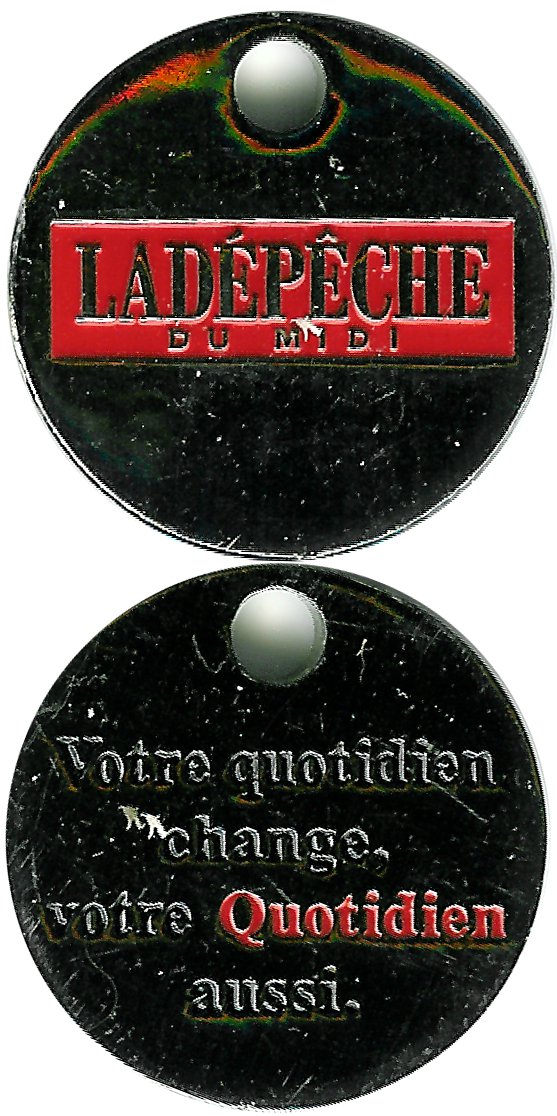 LADÉPÊCHE
DU MIDI
Votre quotidien
change,
votre Quotidien
aussi.